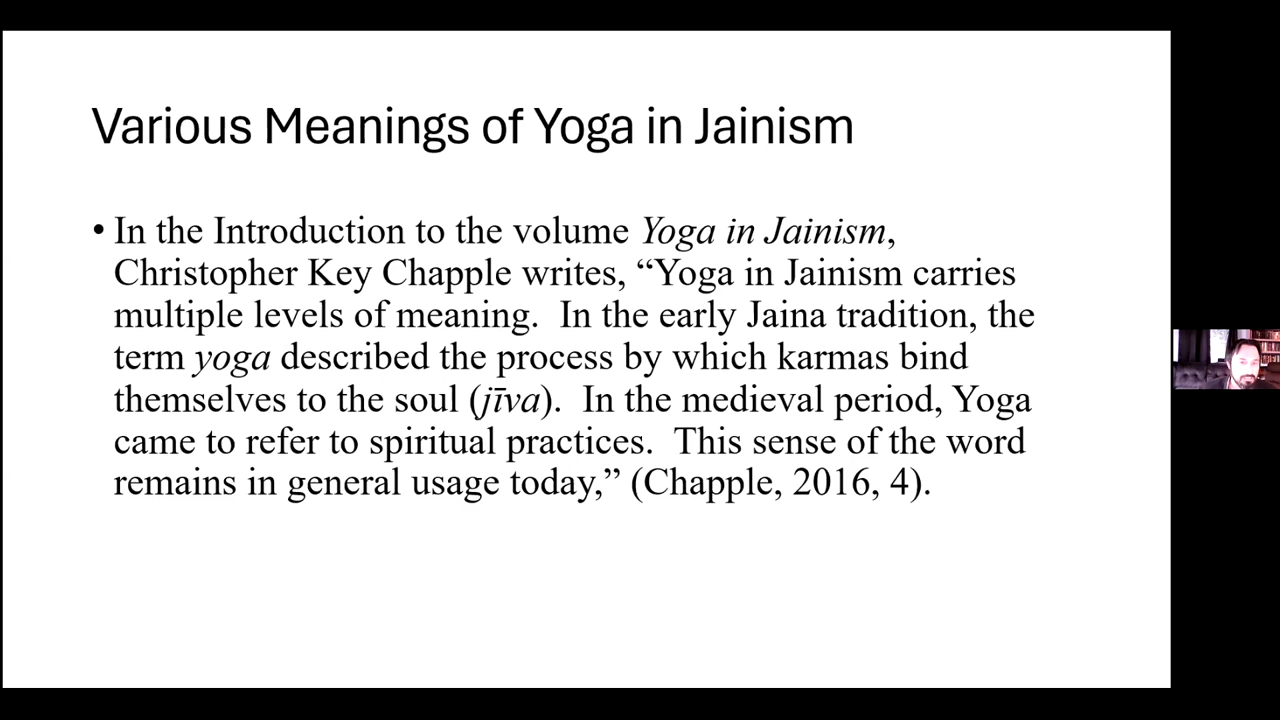 Various Meanings of Yoga in Jainism
• In the Introduction to the volume Yoga in Jainism,
Christopher Key Chapple writes, “Yoga in Jainism carries
multiple levels of meaning.  In the early Jaina tradition, the
term yoga described the process by which karmas bind
themselves to the soul (jīva).  In the medieval period, Yoga
came to refer to spiritual practices.  This sense of the word
remains in general usage today,” (Chapple, 2016, 4).